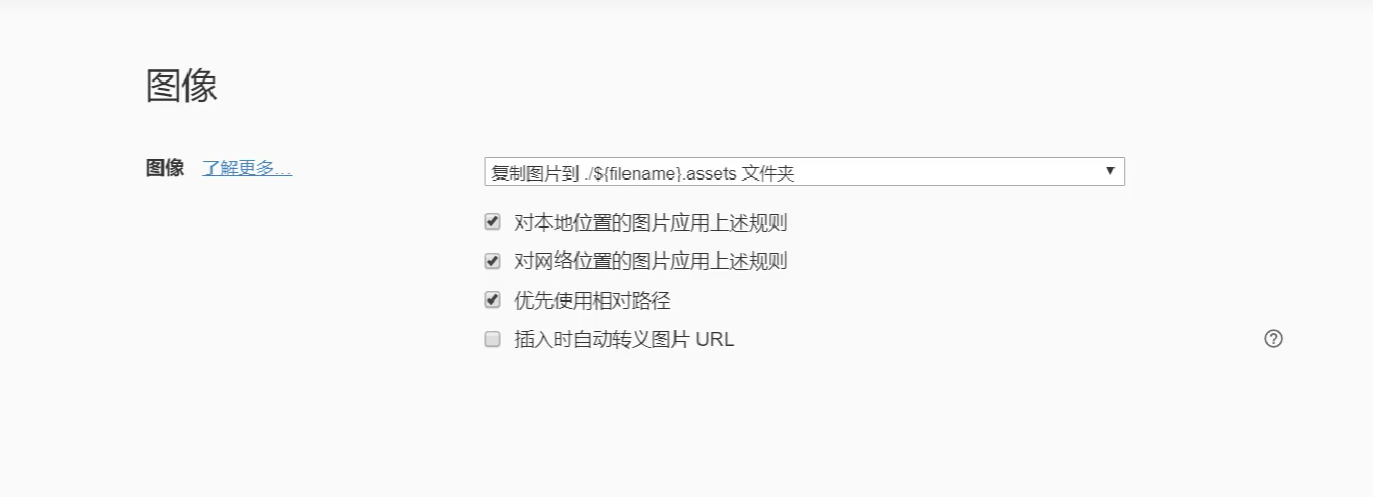 图像
图像 了解更多...
复制图片到 ./${filename}.assets 文件夹
对本地位置的图片应用上述规则
对网络位置的图片应用上述规则
优先使用相对路径
插入时自动转义图片 URL